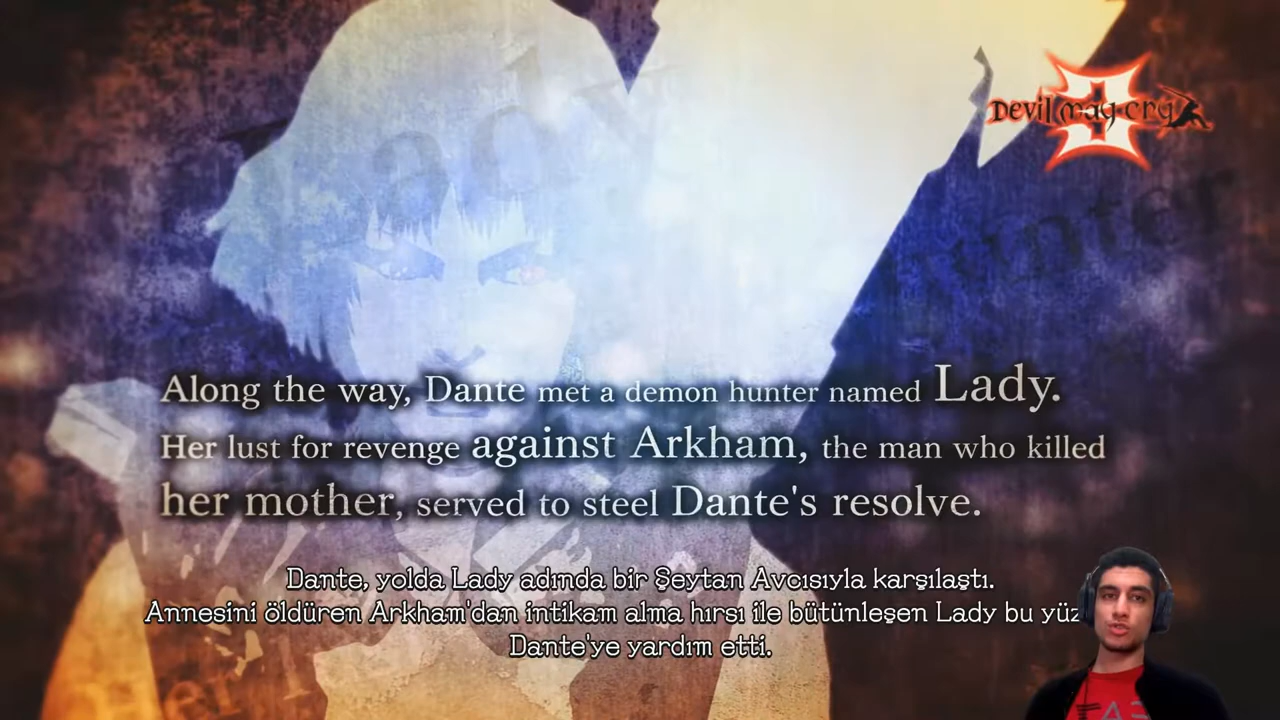 Devil may cry
3
Along the way, Dante met a demon hunter named Lady.
Her lust for revenge against Arkham, the man who killed
her mother, served to steel Dante's resolve.
Dante, yolda Lady adında bir Şeytan Avcısıyla karşılaştı.
Annesini öldüren Arkham'dan intikam alma hırsı ile bütünleşen Lady bu yüz
Dante'ye yardım etti.